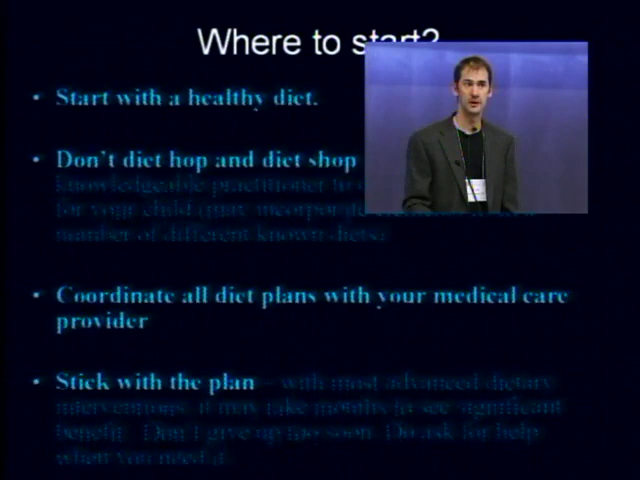 Where to start?
• Start with a healthy diet.
• Don't diet hop and diet shop
knowledgeable practitioner to
for your child (may incorporate
number of different known diets)
• Coordinate all diet plans with your medical care
provider
• Stick with the plan – with most advanced dietary
interventions, it may take months to see significant
benefit. Don't give up too soon. Do ask for help
when you need it.